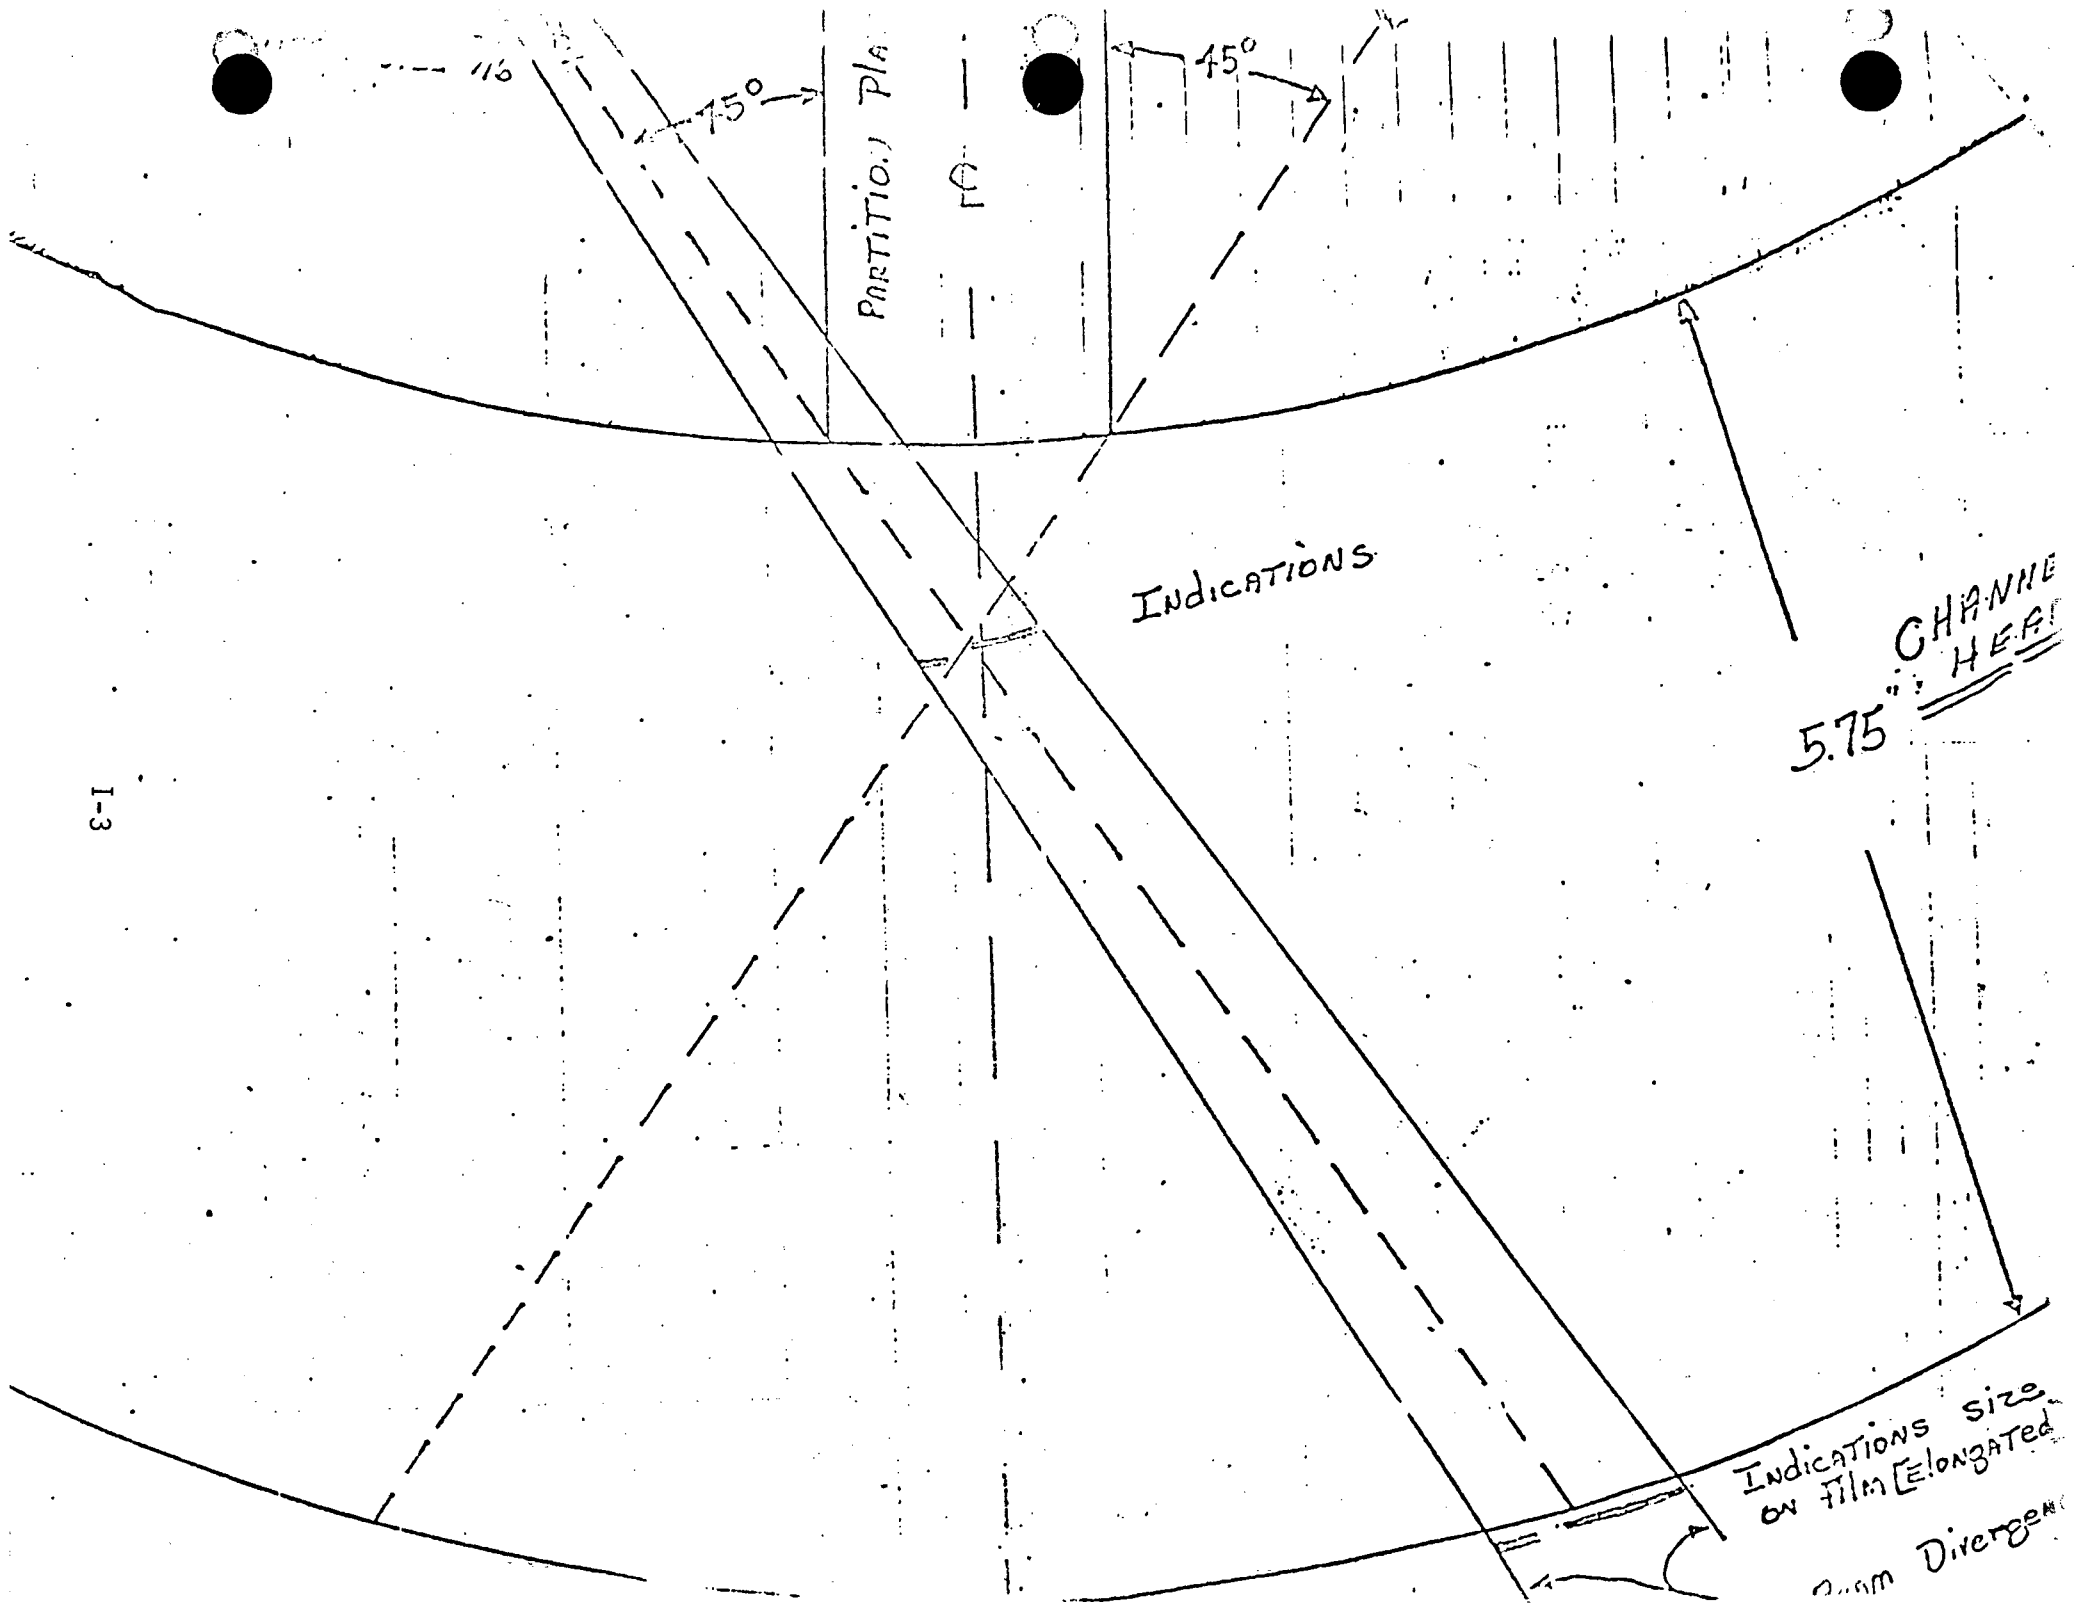 45°
45°
PARTITION Pla
Indications
CHANNE
HEA
5.75"
I-3
Indications size
on film [Elongated
Divergen